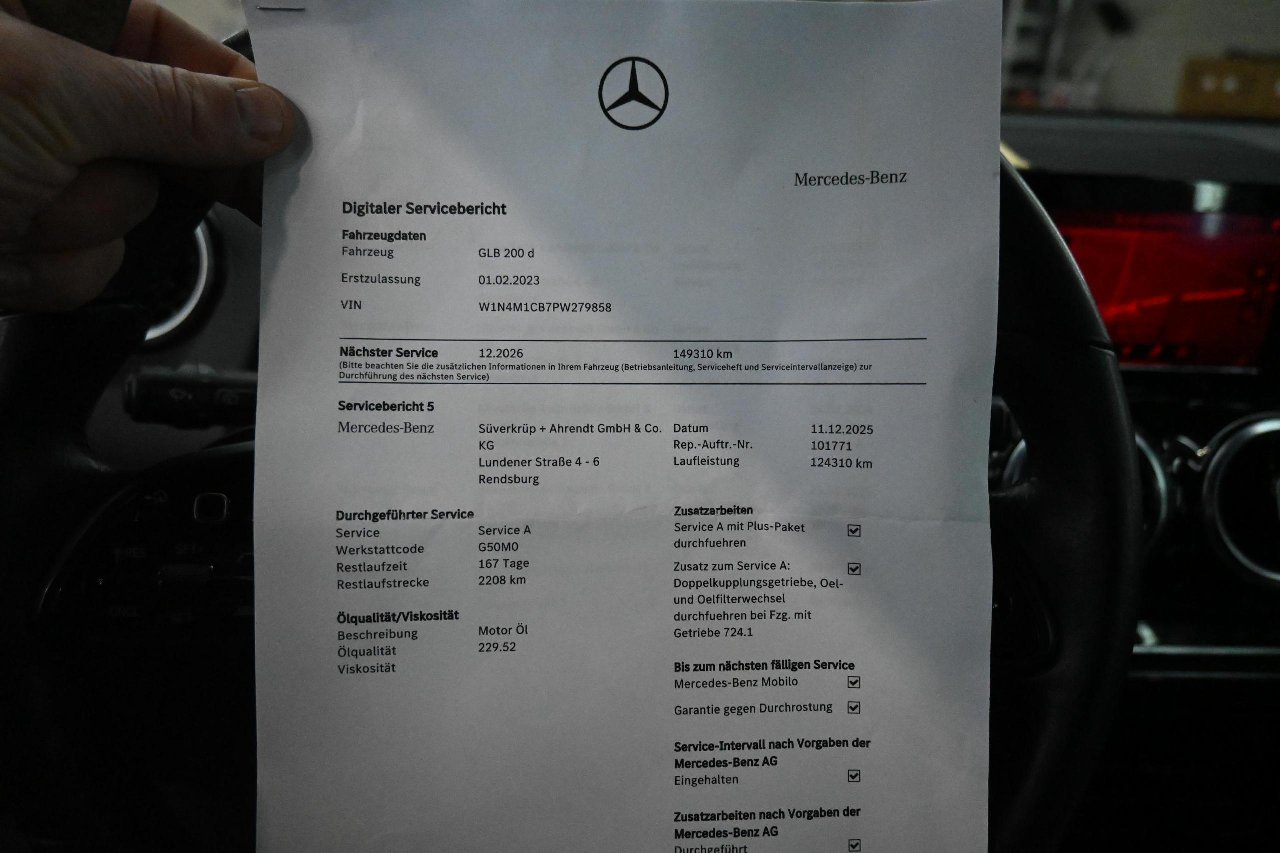 Mercedes-Benz
Digitaler Servicebericht
Fahrzeugdaten
Fahrzeug GLB 200 d
Erstzulassung 01.02.2023
VIN W1N4M1CB7PW279858
Nächster Service 12.2026 149310 km
(Bitte beachten Sie die zusätzlichen Informationen in Ihrem Fahrzeug (Betriebsanleitung, Serviceheft und Serviceintervallanzeige) zur
Durchführung des nächsten Service)
Servicebericht 5
Mercedes-Benz Süverkrüp + Ahrendt GmbH & Co. Datum 11.12.2025
KG Rep.-Auftr.-Nr. 101771
Lundener Straße 4 - 6 Laufleistung 124310 km
Rendsburg
Durchgeführter Service
Service Service A
Werkstattcode G50M0
Restlaufzeit 167 Tage
Restlaufstrecke 2208 km
Ölqualität/Viskosität
Beschreibung Motor Öl
Ölqualität 229.52
Viskosität
Zusatzarbeiten
Service A mit Plus-Paket
durchfuehren
Zusatz zum Service A:
Doppelkupplungsgetriebe, Oel-
und Oelfilterwechsel
durchfuehren bei Fzg. mit
Getriebe 724.1
Bis zum nächsten fälligen Service
Mercedes-Benz Mobilo
Garantie gegen Durchrostung
Service-Intervall nach Vorgaben der
Mercedes-Benz AG
Eingehalten
Zusatzarbeiten nach Vorgaben der
Mercedes-Benz AG
Durchgeführt